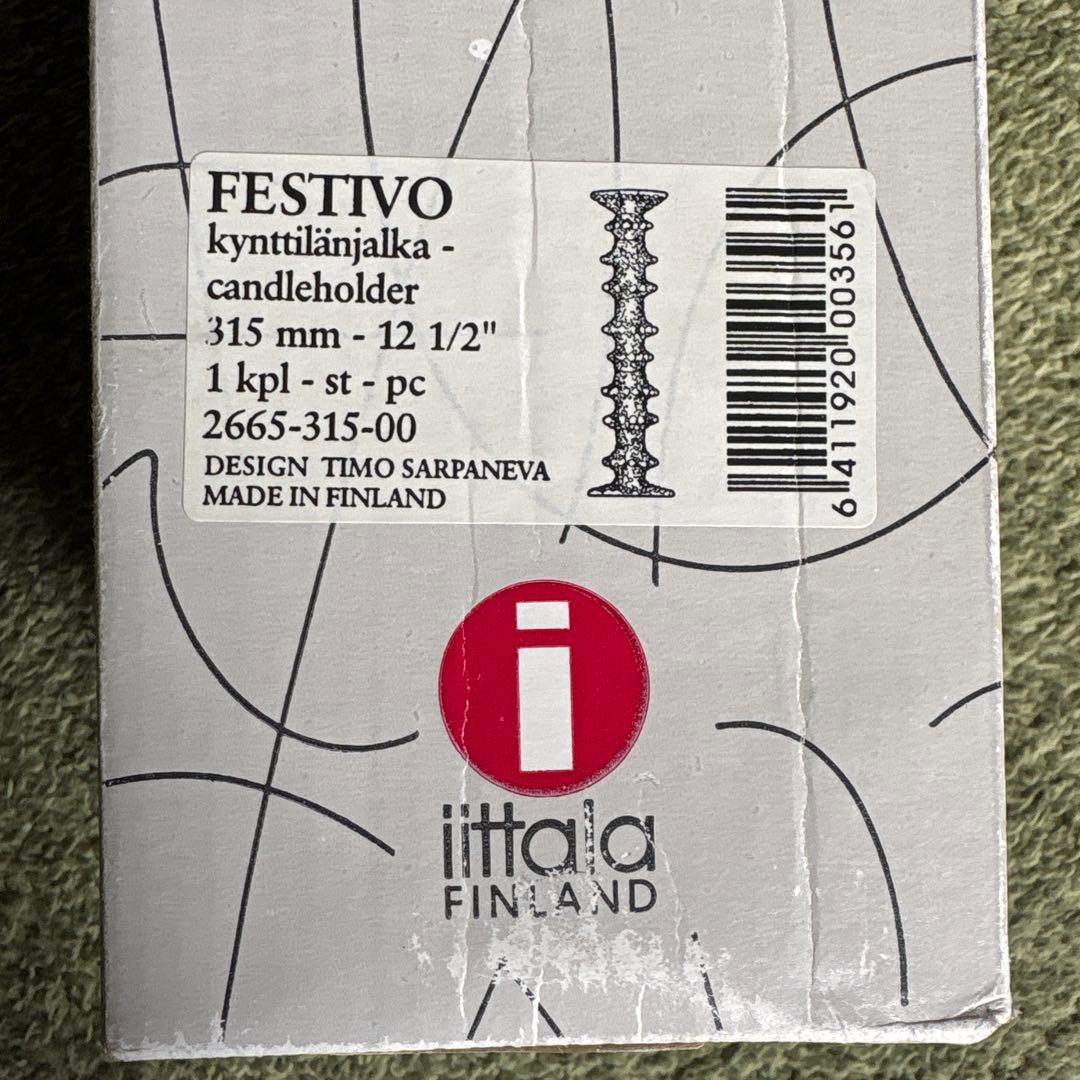 FESTIVO
kynttilänjalka -
candleholder
315 mm - 12 1/2"
1 kpl - st - pc
2665-315-00
DESIGN TIMO SARPANEVA
MADE IN FINLAND
6 411920 003561
i
iittala
FINLAND